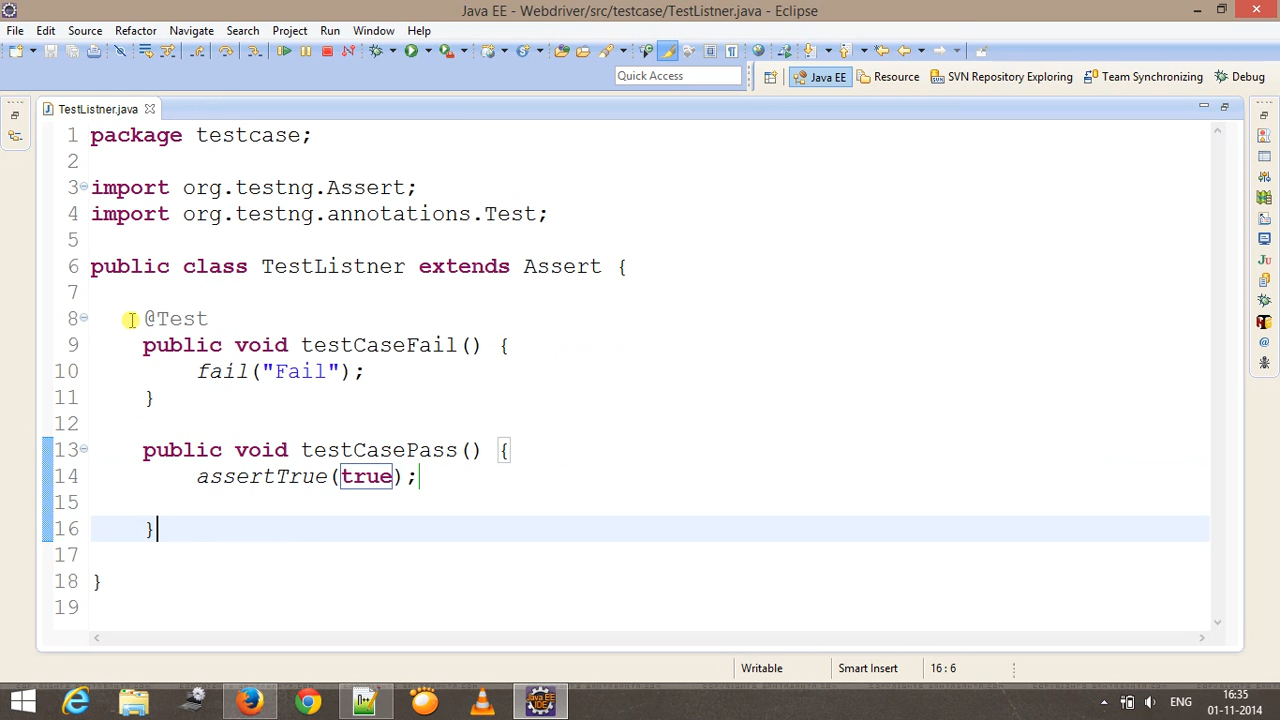 Java EE - Webdriver/src/testcase/TestListner.java - Eclipse
File Edit Source Refactor Navigate Search Project Run Window Help
Quick Access
Java EE Resource SVN Repository Exploring Team Synchronizing Debug
TestListner.java
1 package testcase;
2
3 import org.testng.Assert;
4 import org.testng.annotations.Test;
5
6 public class TestListner extends Assert {
7
8 @Test
9 public void testCaseFail() {
10 fail("Fail");
11 }
12
13 public void testCasePass() {
14 assertTrue(true);
15
16 }
17
18 }
19
Writable Smart Insert 16 : 6
ENG 16:35
01-11-2014